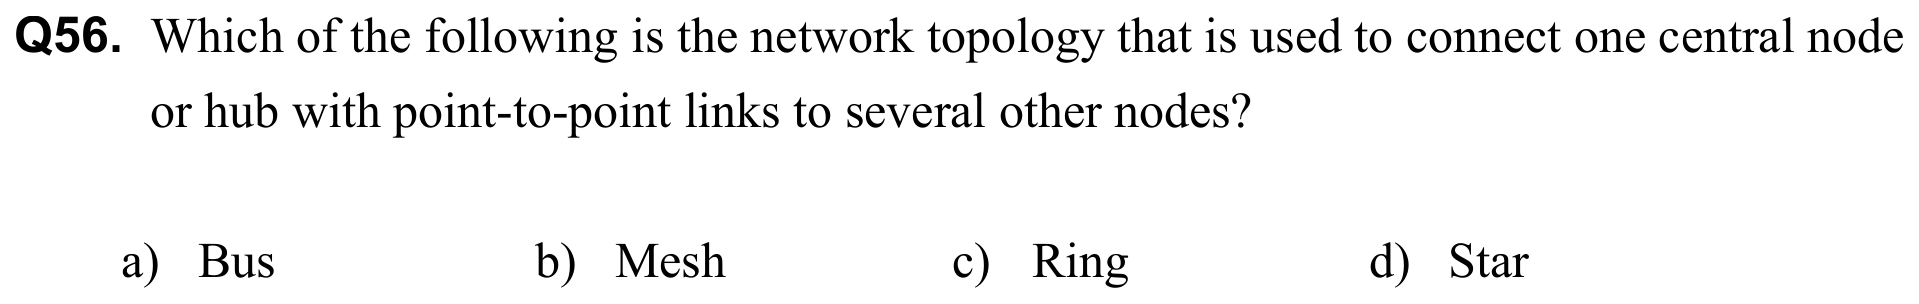 Q56. Which of the following is the network topology that is used to connect one central node
or hub with point-to-point links to several other nodes?
a) Bus b) Mesh c) Ring d) Star